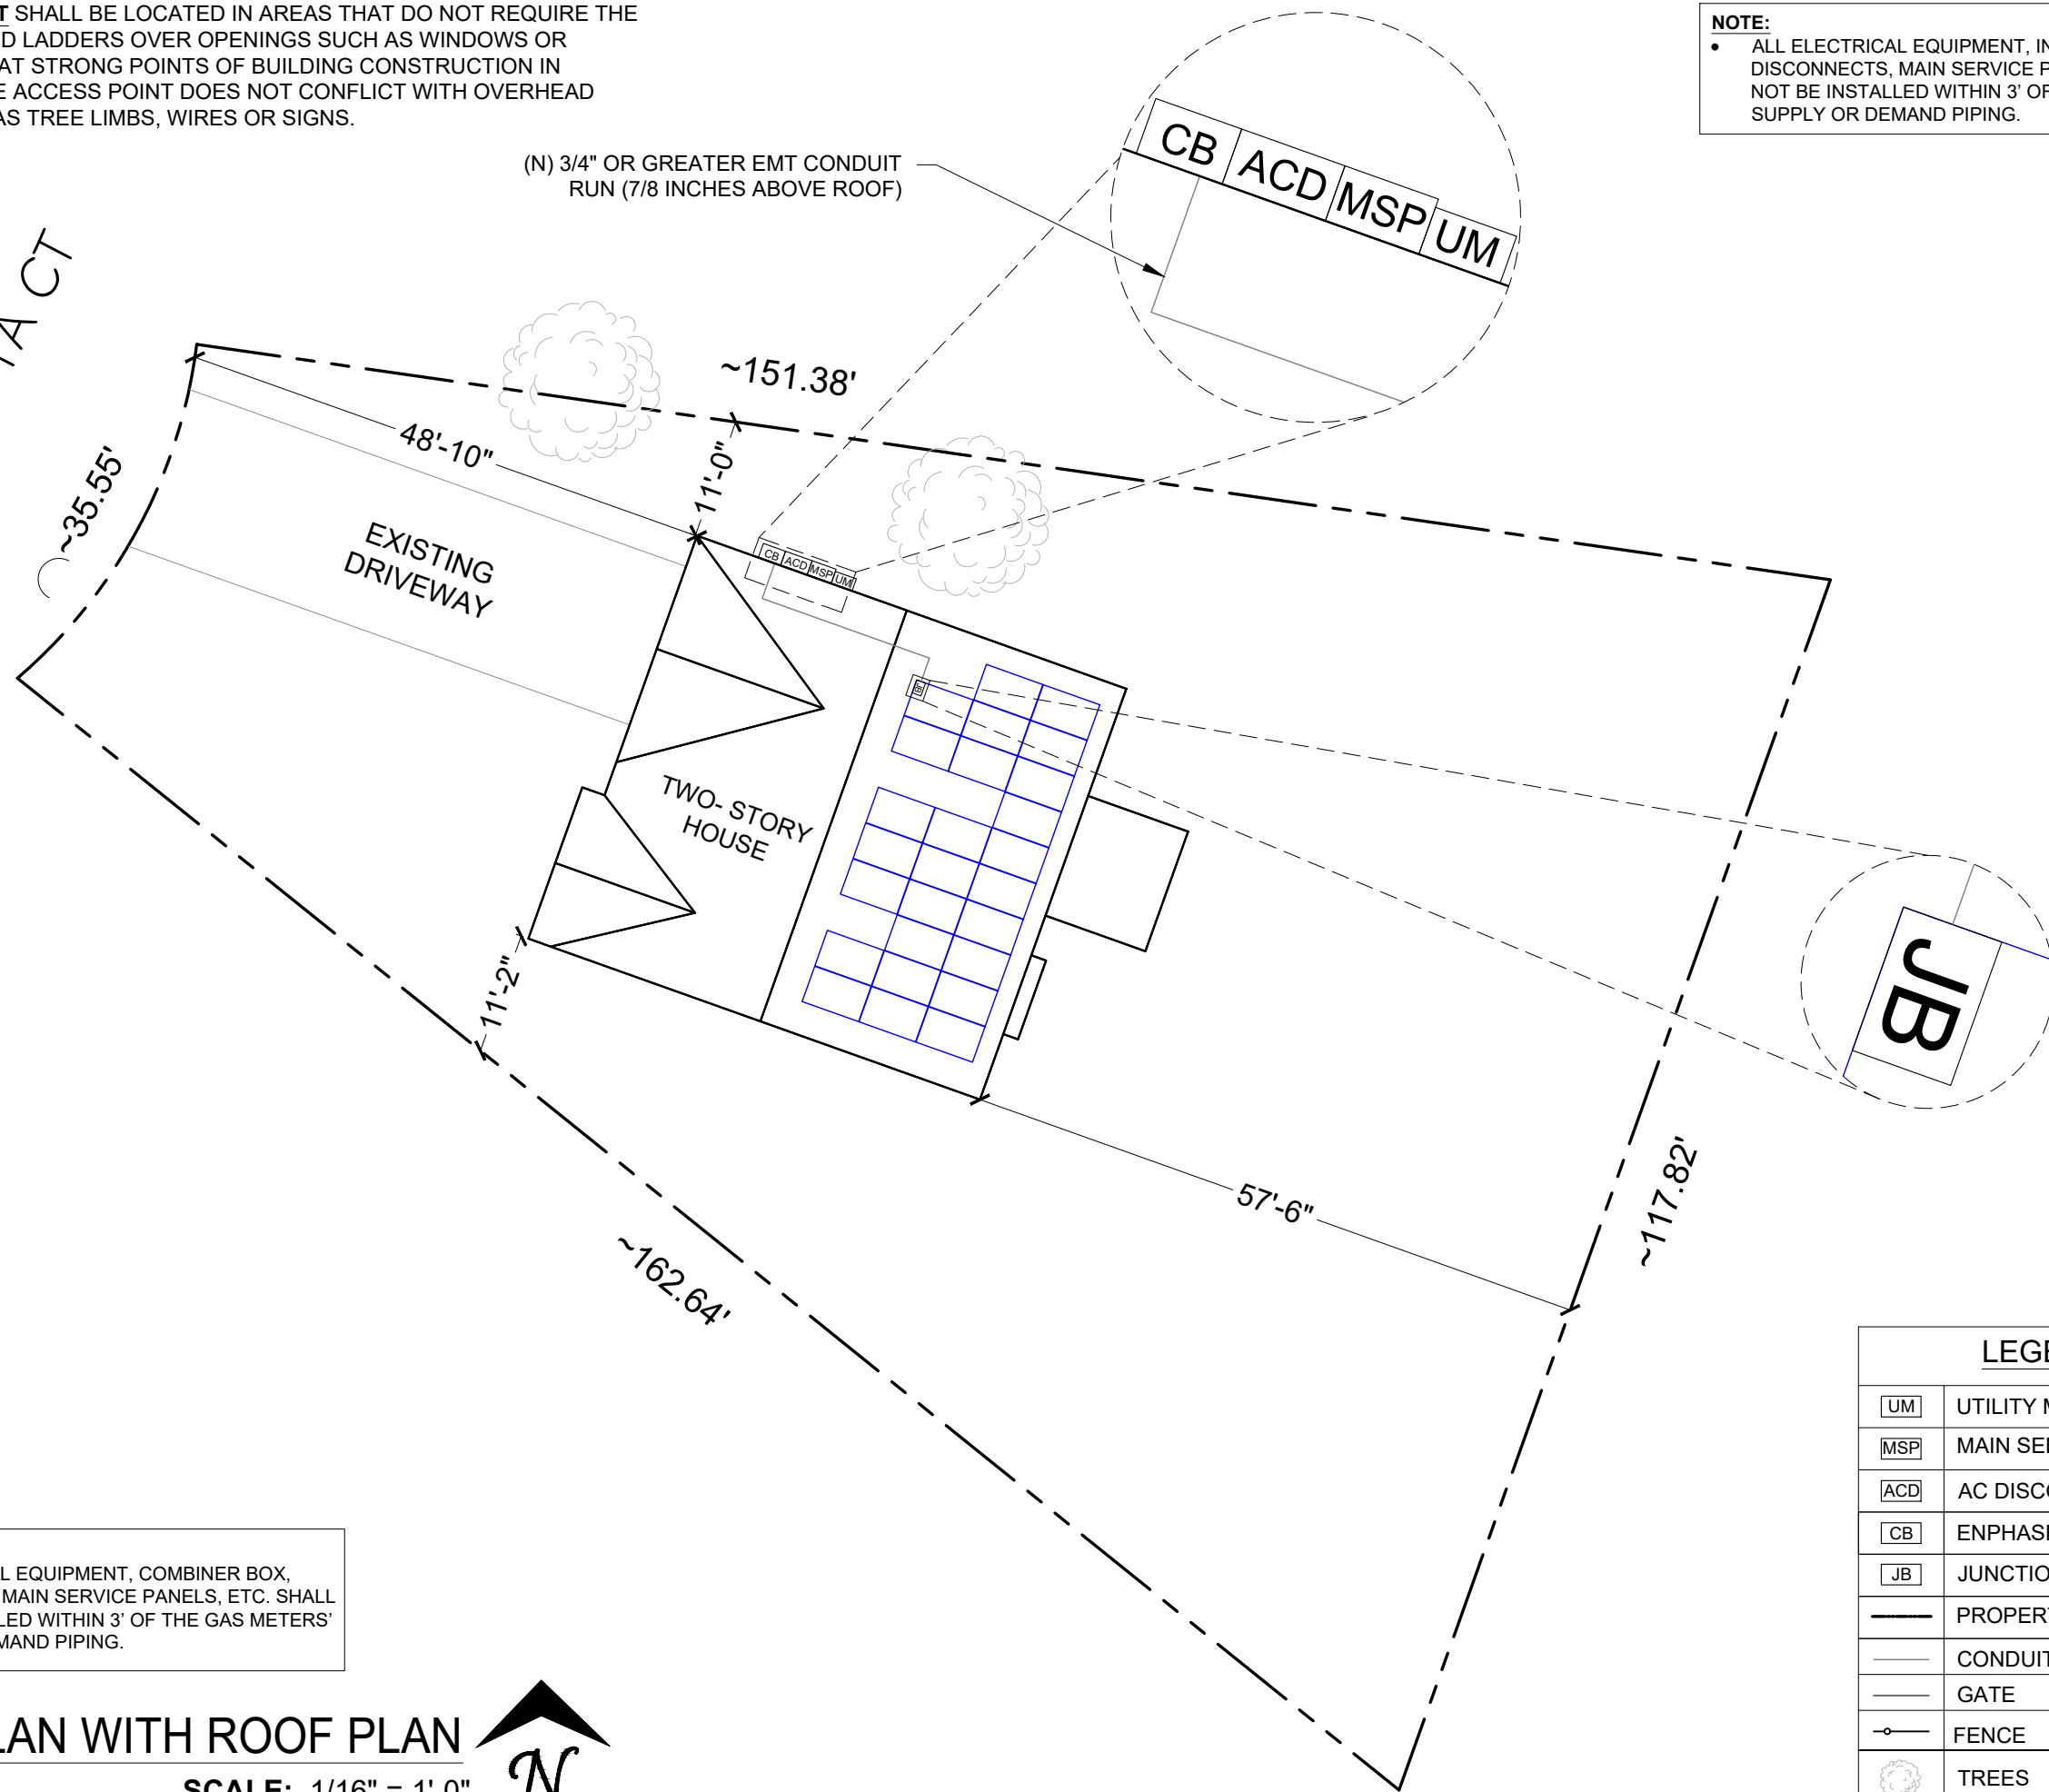 SHALL BE LOCATED IN AREAS THAT DO NOT REQUIRE THE
LADDERS OVER OPENINGS SUCH AS WINDOWS OR
AT STRONG POINTS OF BUILDING CONSTRUCTION IN
ACCESS POINT DOES NOT CONFLICT WITH OVERHEAD
AS TREE LIMBS, WIRES OR SIGNS.
NOTE:
• ALL ELECTRICAL EQUIPMENT, IN
DISCONNECTS, MAIN SERVICE P
NOT BE INSTALLED WITHIN 3' OF
SUPPLY OR DEMAND PIPING.
(N) 3/4" OR GREATER EMT CONDUIT
RUN (7/8 INCHES ABOVE ROOF)
CB ACD MSP UM
CT
~151.38'
48'-10"
11'-0"
~35.55'
EXISTING
DRIVEWAY
CB ACD MSP UM
JB
TWO- STORY
HOUSE
JB
11'-2"
57'-6"
~117.82'
~162.64'
LEGE
UM UTILITY M
MSP MAIN SE
ACD AC DISCO
CB ENPHASE
JB JUNCTIO
PROPERT
CONDUIT
GATE
FENCE
TREES
L EQUIPMENT, COMBINER BOX,
MAIN SERVICE PANELS, ETC. SHALL
LED WITHIN 3' OF THE GAS METERS'
MAND PIPING.
LAN WITH ROOF PLAN
SCALE: 1/16" = 1'-0"
N